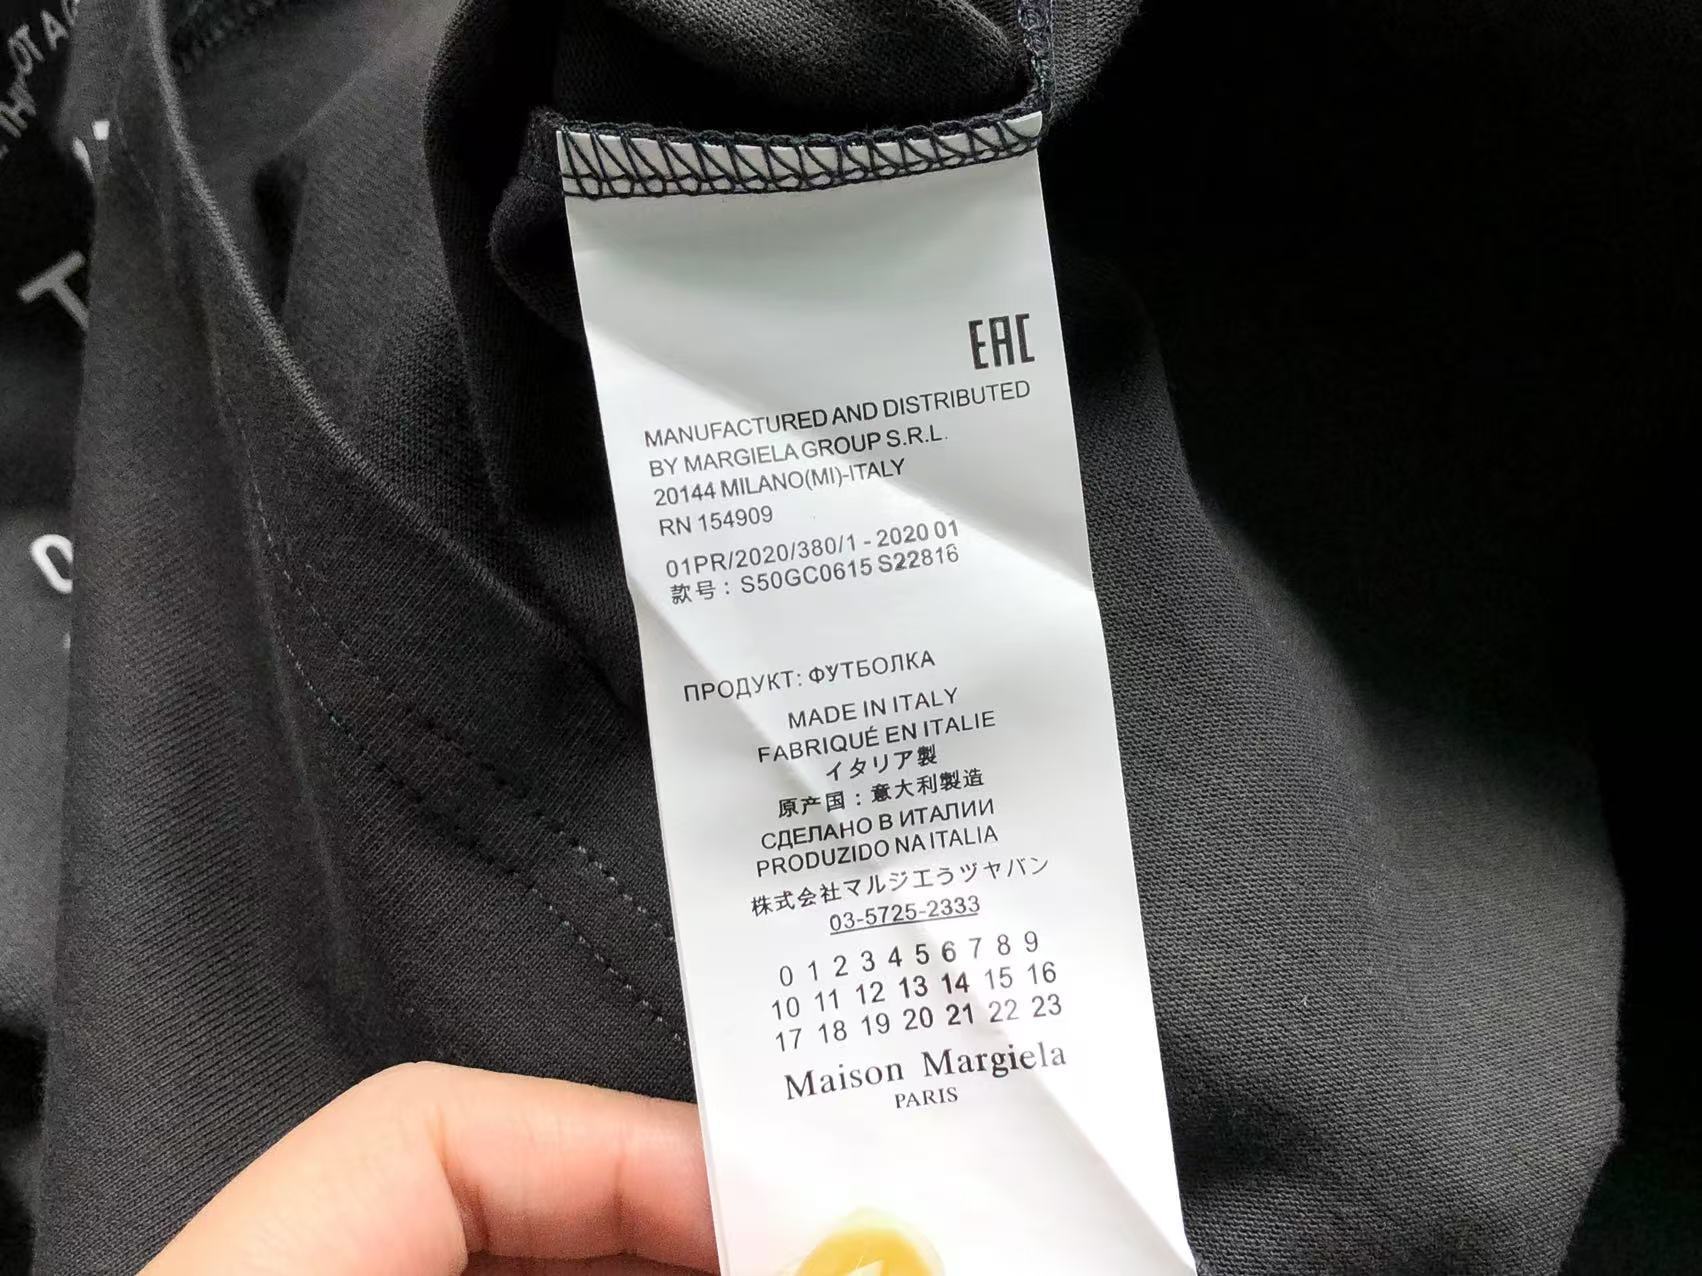 EAC
MANUFACTURED AND DISTRIBUTED
BY MARGIELA GROUP S.R.L.
20144 MILANO(MI)-ITALY
RN 154909
01PR/2020/380/1 - 2020 01
款号：S50GC0615 S22816
ПРОДУКТ: ФУТБОЛКА
MADE IN ITALY
FABRIQUÉ EN ITALIE
イタリア製
原产国：意大利製造
СДЕЛАНО В ИТАЛИИ
PRODUZIDO NA ITALIA
株式会社マルジエうヅヤバン
03-5725-2333
0 1 2 3 4 5 6 7 8 9
10 11 12 13 14 15 16
17 18 19 20 21 22 23
Maison Margiela
PARIS